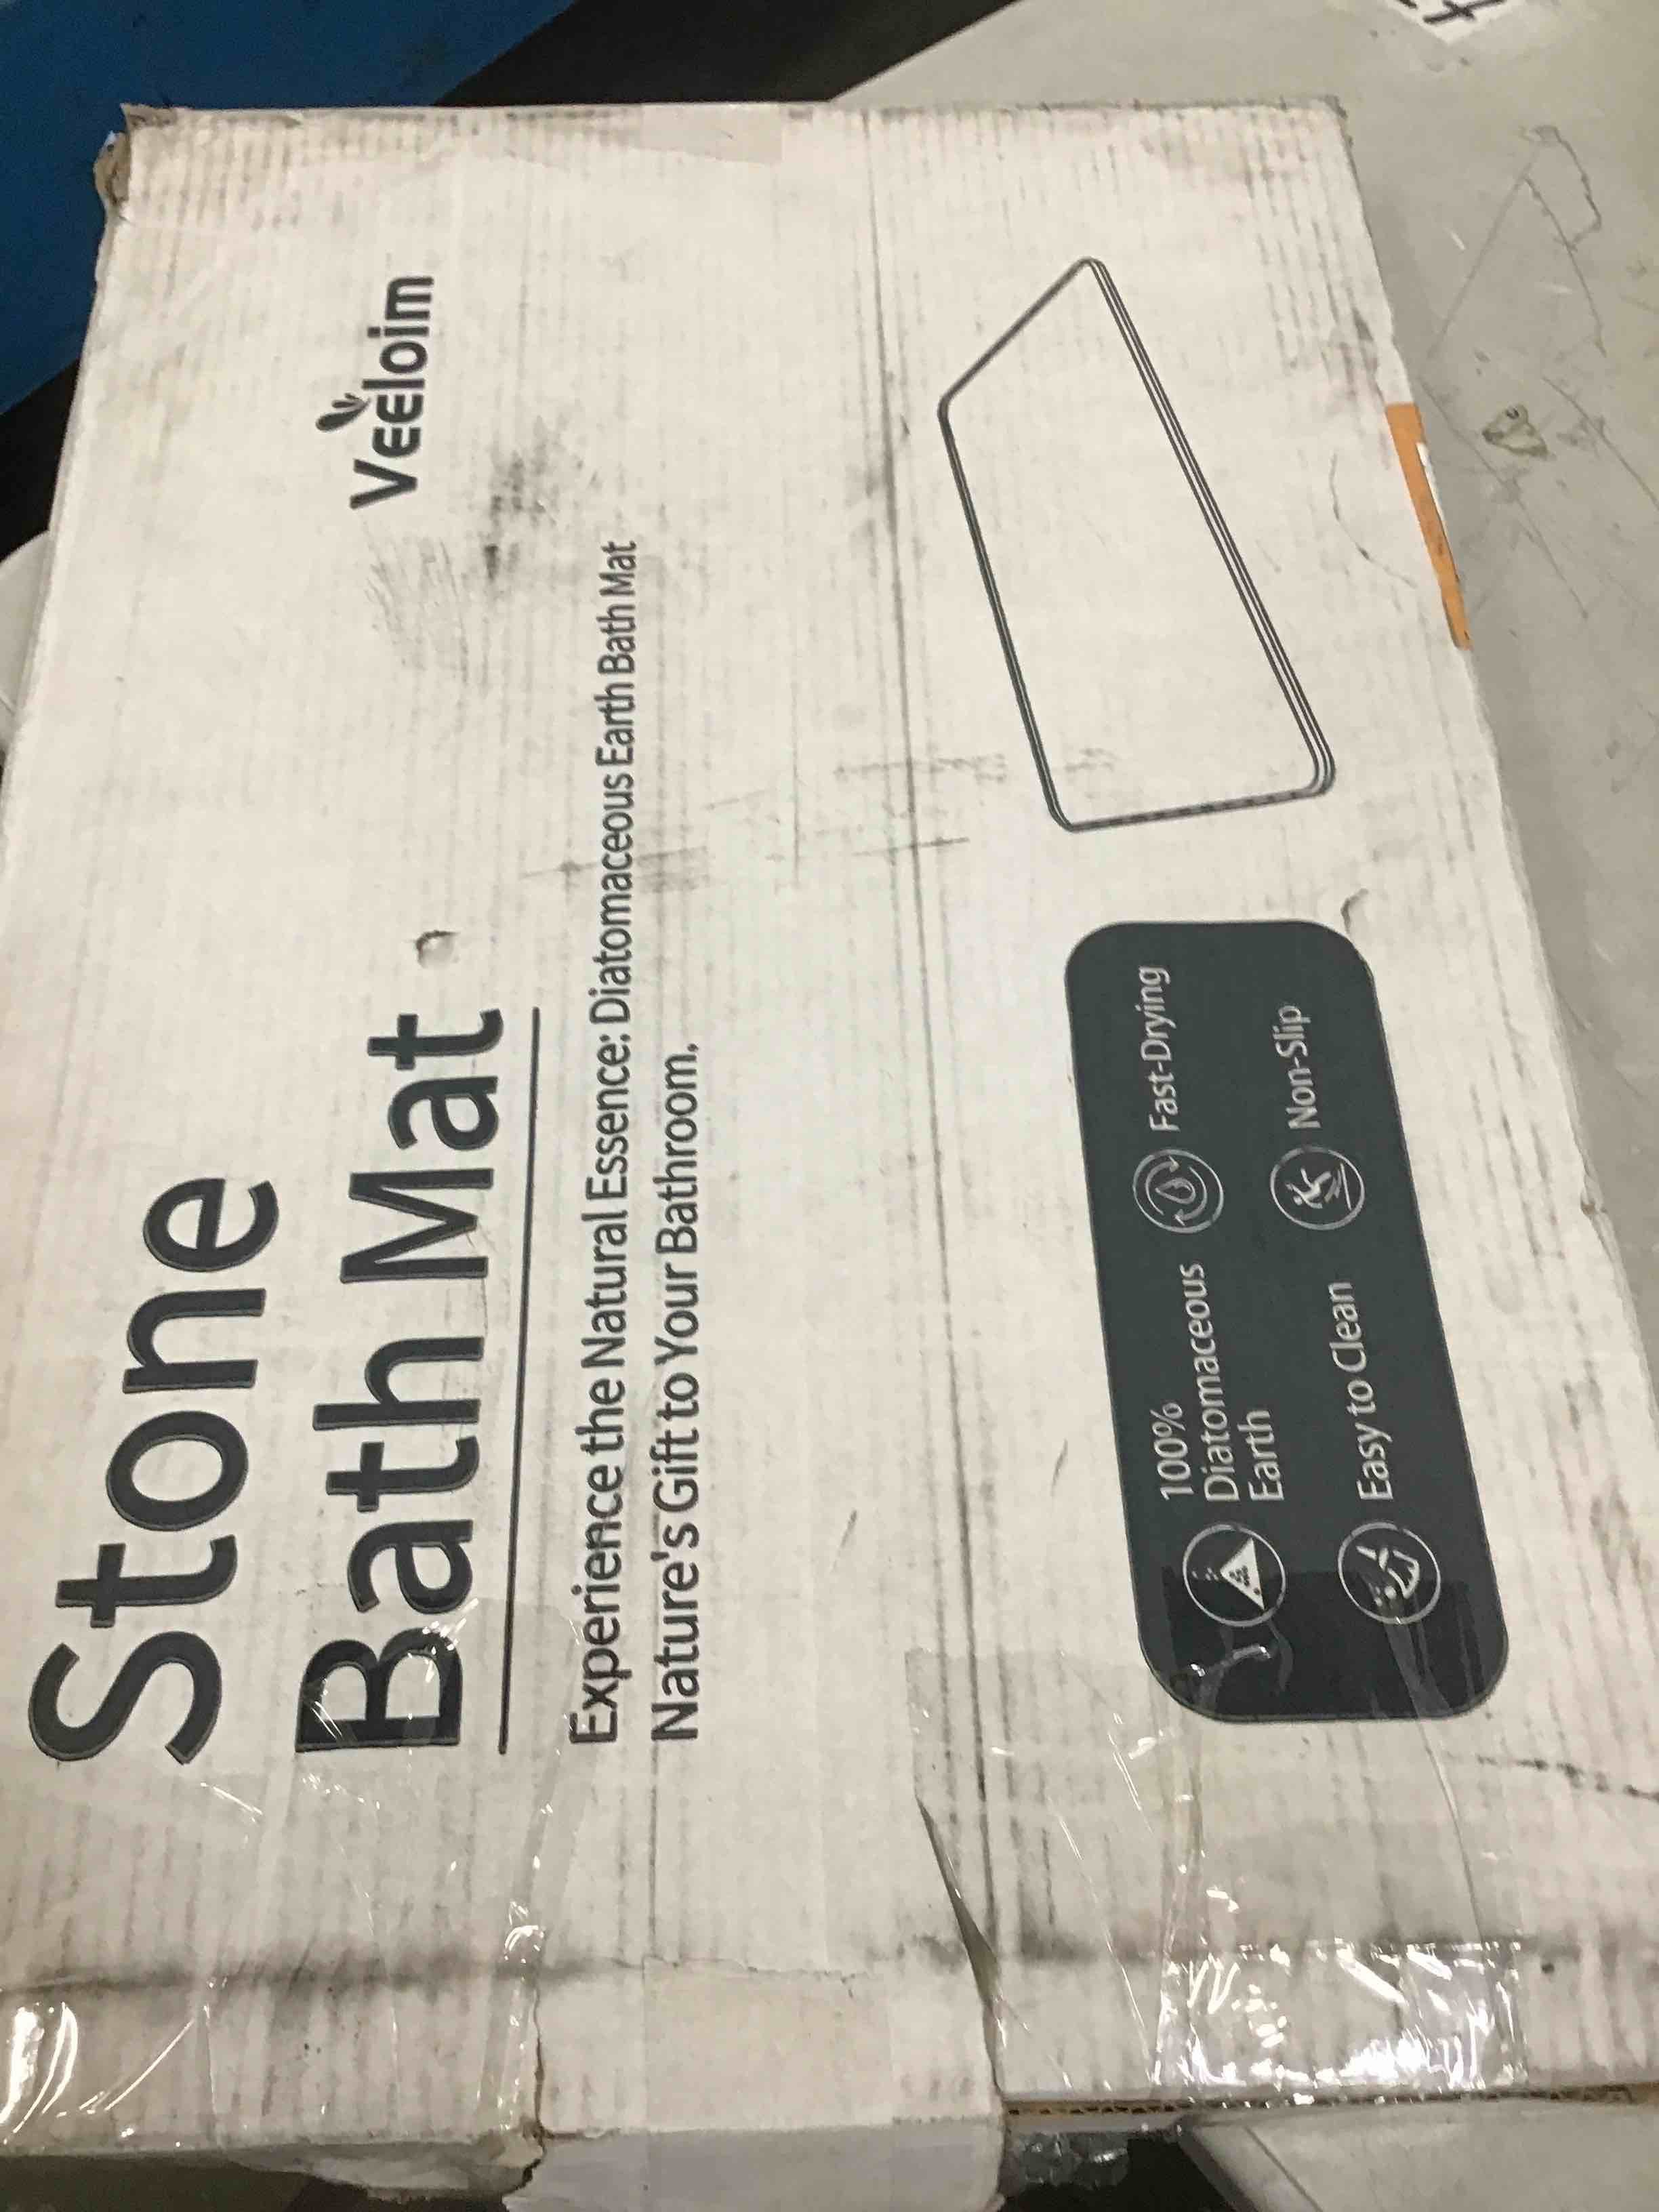 Stone
Bath Mat
Veeloim
Experience the Natural Essence: Diatomaceous Earth Bath Mat
Nature's Gift to Your Bathroom.
100%
Diatomaceous
Earth
Fast-Drying
Easy to Clean
Non-Slip